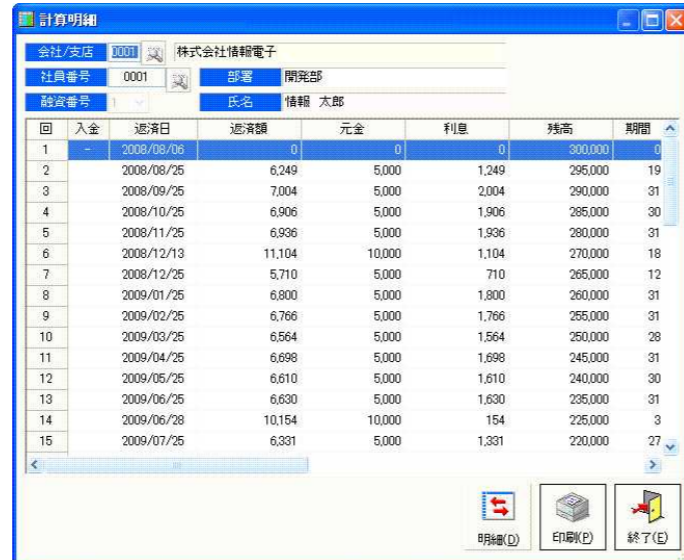 計算明細
会社/支店 0001 株式会社情報電子
社員番号 0001 部署 開発部
融資番号 1 氏名 情報 太郎
回 入金 返済日 返済額 元金 利息 残高 期間
1 - 2008/08/06 0 0 0 300,000 0
2 2008/08/25 6,249 5,000 1,249 295,000 19
3 2008/09/25 7,004 5,000 2,004 290,000 31
4 2008/10/25 6,906 5,000 1,906 285,000 30
5 2008/11/25 6,936 5,000 1,936 280,000 31
6 2008/12/13 11,104 10,000 1,104 270,000 18
7 2008/12/25 5,710 5,000 710 265,000 12
8 2009/01/25 6,800 5,000 1,800 260,000 31
9 2009/02/25 6,766 5,000 1,766 255,000 31
10 2009/03/25 6,564 5,000 1,564 250,000 28
11 2009/04/25 6,698 5,000 1,698 245,000 31
12 2009/05/25 6,610 5,000 1,610 240,000 30
13 2009/06/25 6,630 5,000 1,630 235,000 31
14 2009/06/28 10,154 10,000 154 225,000 3
15 2009/07/25 6,331 5,000 1,331 220,000 27
明細(D) 印刷(P) 終了(E)